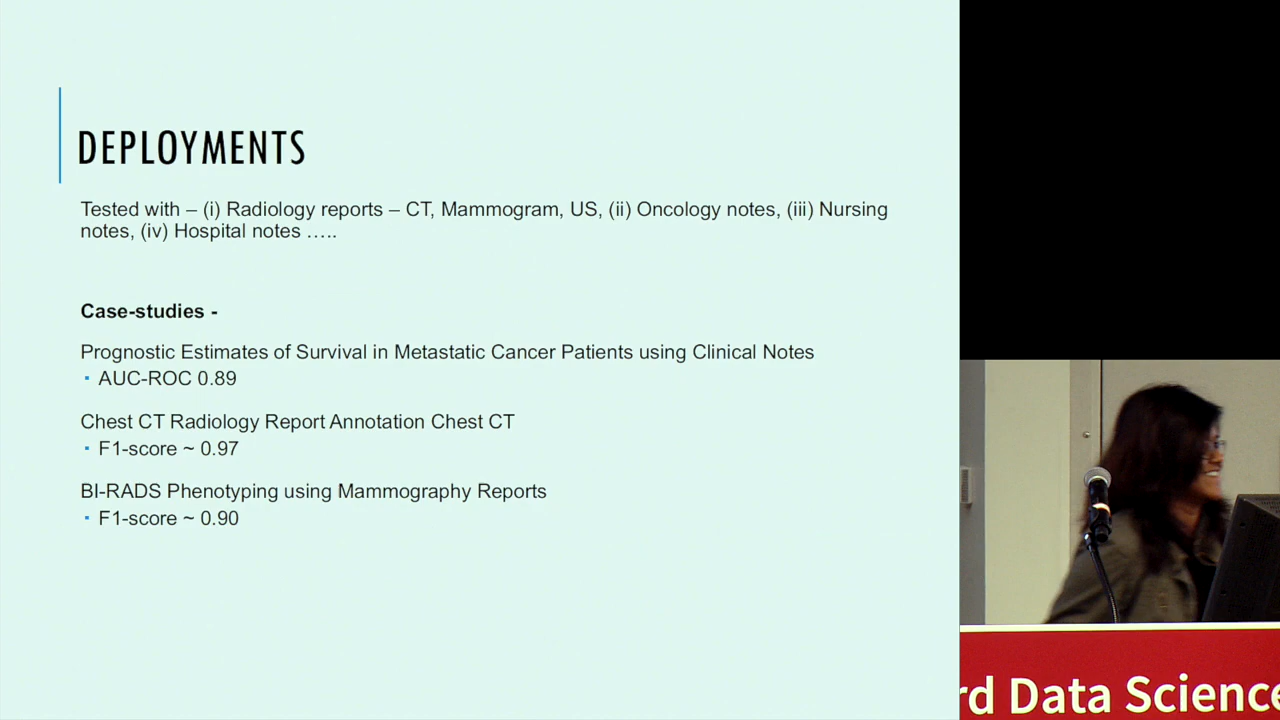 DEPLOYMENTS
Tested with – (i) Radiology reports – CT, Mammogram, US, (ii) Oncology notes, (iii) Nursing
notes, (iv) Hospital notes …..
Case-studies -
Prognostic Estimates of Survival in Metastatic Cancer Patients using Clinical Notes
▪ AUC-ROC 0.89
Chest CT Radiology Report Annotation Chest CT
▪ F1-score ~ 0.97
BI-RADS Phenotyping using Mammography Reports
▪ F1-score ~ 0.90
rd Data Science